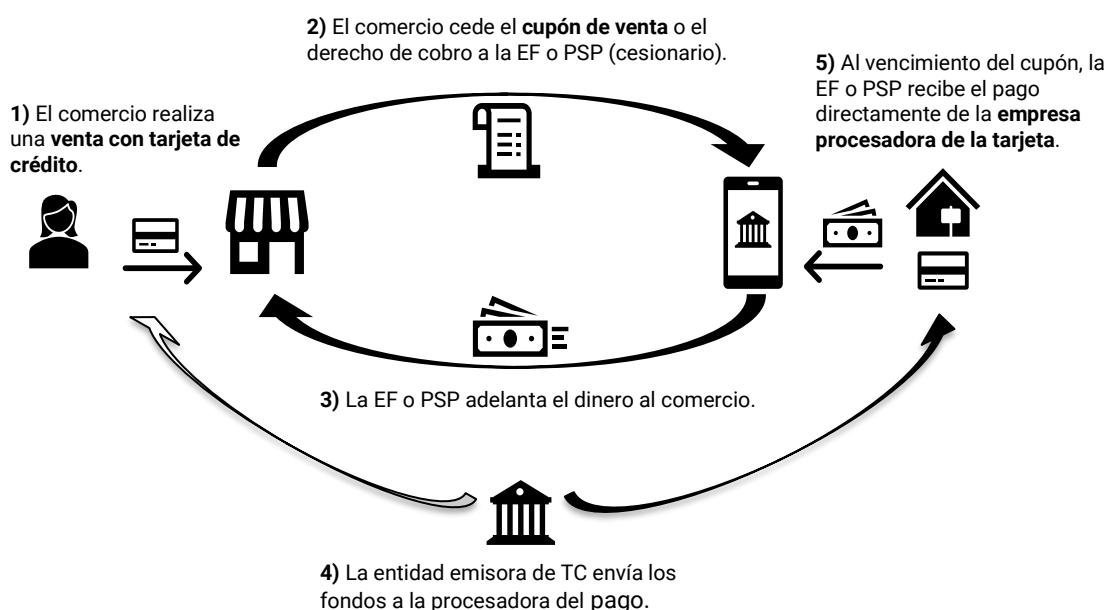 2) El comercio cede el cupón de venta o el
derecho de cobro a la EF o PSP (cesionario).
5) Al vencimiento del cupón, la
EF o PSP recibe el pago
directamente de la empresa
procesadora de la tarjeta.
1) El comercio realiza
una venta con tarjeta de
crédito.
3) La EF o PSP adelanta el dinero al comercio.
4) La entidad emisora de TC envía los
fondos a la procesadora del pago.